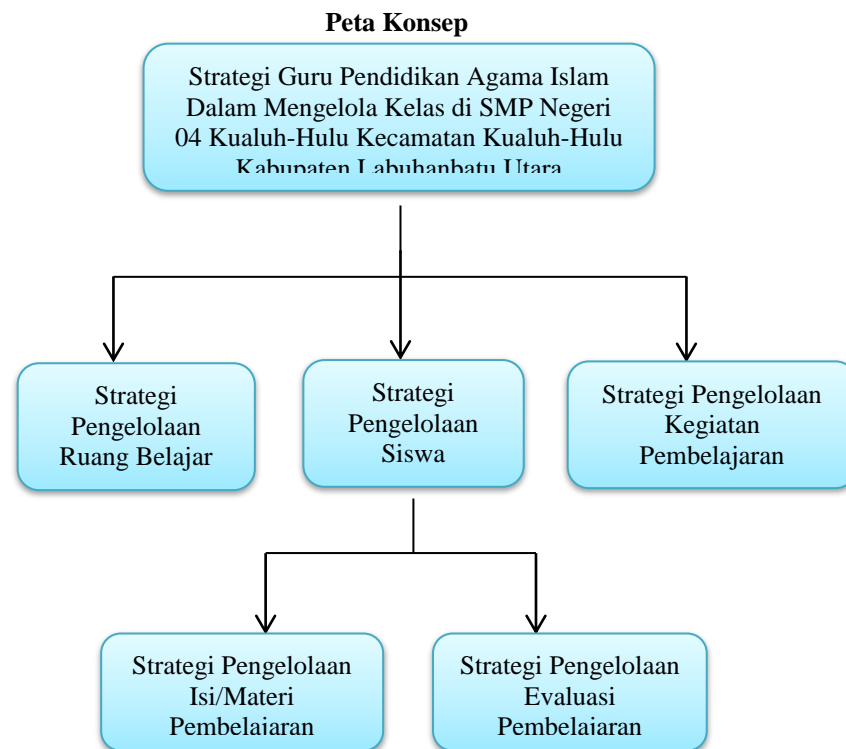 Peta Konsep
Strategi Guru Pendidikan Agama Islam
Dalam Mengelola Kelas di SMP Negeri
04 Kualuh-Hulu Kecamatan Kualuh-Hulu
Kabupaten Labuhanbatu Utara
Strategi
Pengelolaan
Ruang Belajar
Strategi
Pengelolaan
Siswa
Strategi Pengelolaan
Kegiatan
Pembelajaran
Strategi Pengelolaan
Isi/Materi
Pembelajaran
Strategi Pengelolaan
Evaluasi
Pembelajaran